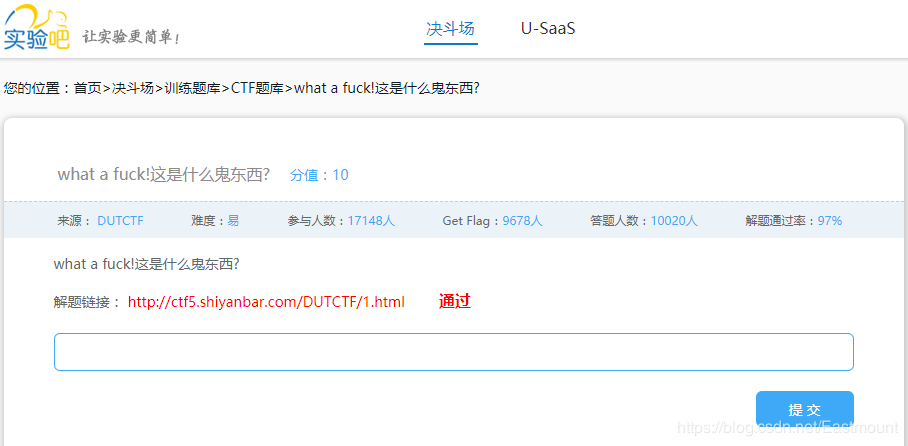 实验吧 让实验更简单!
决斗场 U-SaaS
您的位置：首页>决斗场>训练题库>CTF题库>what a fuck!这是什么鬼东西?
what a fuck!这是什么鬼东西? 分值：10
来源： DUTCTF 难度：易 参与人数：17148人 Get Flag：9678人 答题人数：10020人 解题通过率：97%
what a fuck!这是什么鬼东西?
解题链接： http://ctf5.shiyanbar.com/DUTCTF/1.html 通过
提 交
https://blog.csdn.net/Eastmount